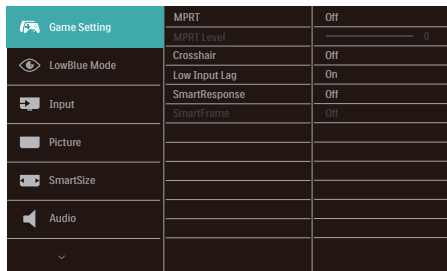 Game Setting
LowBlue Mode
Input
Picture
SmartSize
Audio
MPRT Off
MPRT Level 0
Crosshair Off
Low Input Lag On
SmartResponse Off
SmartFrame Off